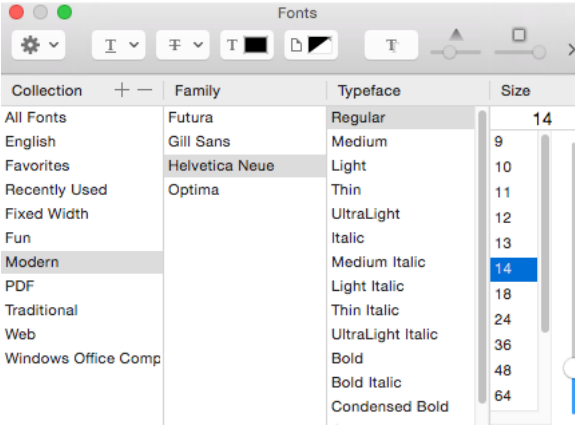 Fonts
T T T T
Collection + − Family Typeface Size
All Fonts Futura Regular 14
English Gill Sans Medium 9
Favorites Helvetica Neue Light 10
Recently Used Optima Thin 11
Fixed Width UltraLight 12
Fun Italic 13
Modern Medium Italic 14
PDF Light Italic 18
Traditional Thin Italic 24
Web UltraLight Italic 36
Windows Office Comp Bold 48
Bold Italic 64
Condensed Bold